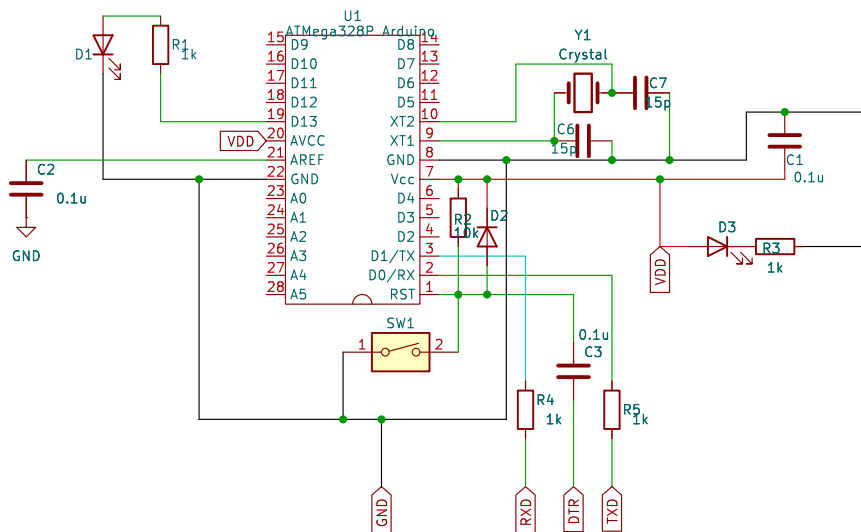 U1
ATMega328P_Arduino
15 D9 D8 14
16 D10 D7 13
17 D11 D6 12
18 D12 D5 11
19 D13 XT2 10
20 AVCC XT1 9
21 AREF GND 8
22 GND Vcc 7
23 A0 D4 6
24 A1 D3 5
25 A2 D2 4
26 A3 D1/TX 3
27 A4 D0/RX 2
28 A5 RST 1
D1
R1
1k
VDD
C2
0.1u
GND
Y1
Crystal
C7
15p
C6
15p
C1
0.1u
R2
10k
D2
D3
R3
1k
VDD
SW1
1 2
0.1u
C3
R4
1k
R5
1k
GND
RXD
DTR
TXD